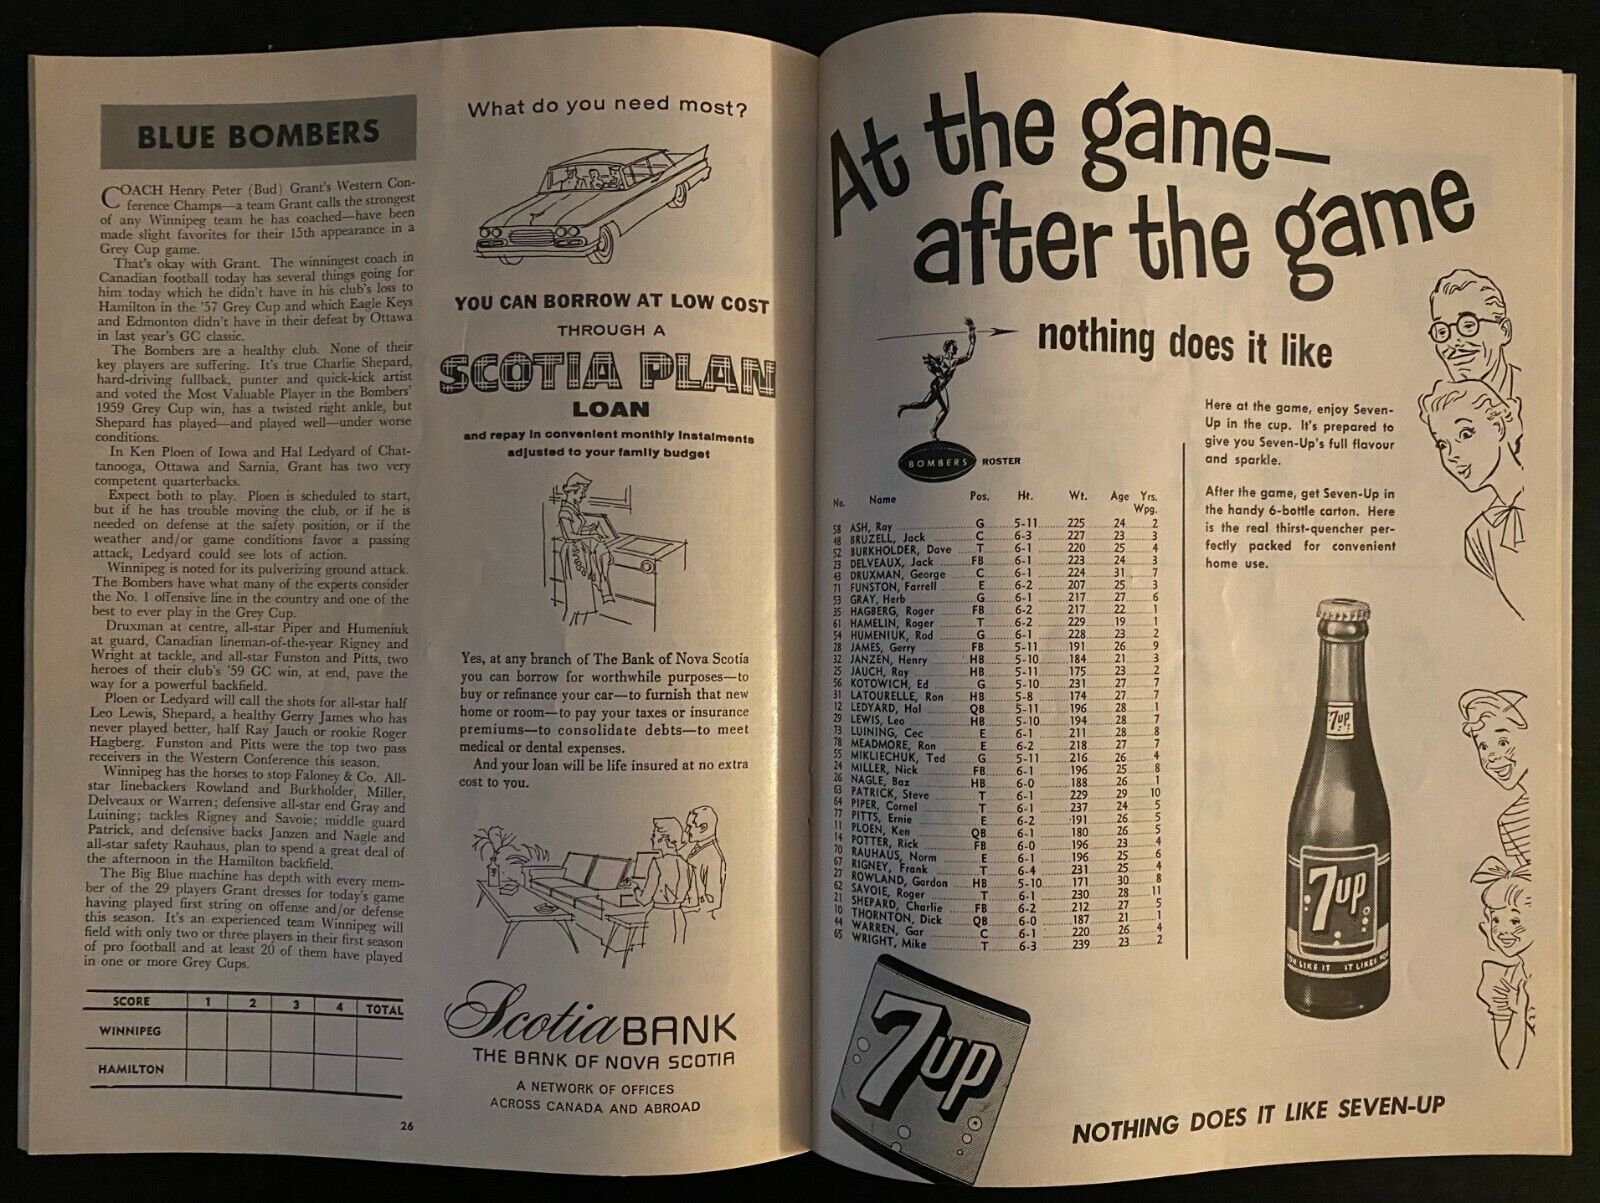 BLUE BOMBERS
COACH Henry Peter (Bud) Grant's Western Con-
ference Champs—a team Grant calls the strongest
of any Winnipeg team he has coached—have been
made slight favorites for their 15th appearance in a
Grey Cup game.
That's okay with Grant. The winningest coach in
Canadian football today has several things going for
him today which he didn't have in his club's loss to
Hamilton in the '57 Grey Cup and which Eagle Keys
and Edmonton didn't have in their defeat by Ottawa
in last year's GC classic.
The Bombers are a healthy club. None of their
key players are suffering. It's true Charlie Shepard,
hard-driving fullback, punter and quick-kick artist
and voted the Most Valuable Player in the Bombers'
1959 Grey Cup win, has a twisted right ankle, but
Shepard has played—and played well—under worse
conditions.
In Ken Ploen of Iowa and Hal Ledyard of Chat-
tanooga, Ottawa and Sarnia, Grant has two very
competent quarterbacks.
Expect both to play. Ploen is scheduled to start,
but if he has trouble moving the club, or if he is
needed on defense at the safety position, or if the
weather and/or game conditions favor a passing
attack, Ledyard could see lots of action.
Winnipeg is noted for its pulverizing ground attack.
The Bombers have what many of the experts consider
the No. 1 offensive line in the country and one of the
best to ever play in the Grey Cup.
Druxman at centre, all-star Piper and Humeniuk
at guard, Canadian lineman-of-the-year Rigney and
Wright at tackle, and all-star Funston and Pitts, two
heroes of their club's '59 GC win, at end, pave the
way for a powerful backfield.
Ploen or Ledyard will call the shots for all-star half
Leo Lewis, Shepard, a healthy Gerry James who has
never played better, half Ray Jauch or rookie Roger
Hagberg. Funston and Pitts were the top two pass
receivers in the Western Conference this season.
Winnipeg has the horses to stop Faloney & Co. All-
star linebackers Rowland and Burkholder, Miller,
Delveaux or Warren; defensive all-star end Gray and
Luining; tackles Rigney and Savoie; middle guard
Patrick, and defensive backs Janzen and Nagle and
all-star safety Rauhaus, plan to spend a great deal of
the afternoon in the Hamilton backfield.
The Big Blue machine has depth with every mem-
ber of the 29 players Grant dresses for today's game
having played first string on offense and/or defense
this season. It's an experienced team Winnipeg will
field with only two or three players in their first season
of pro football and at least 20 of them have played
in one or more Grey Cups.
SCORE 1 2 3 4 TOTAL
WINNIPEG
HAMILTON
26
What do you need most?
YOU CAN BORROW AT LOW COST
THROUGH A
SCOTIA PLAN
LOAN
and repay in convenient monthly instalments
adjusted to your family budget
Yes, at any branch of The Bank of Nova Scotia
you can borrow for worthwhile purposes—to
buy or refinance your car—to furnish that new
home or room—to pay your taxes or insurance
premiums—to consolidate debts—to meet
medical or dental expenses.
And your loan will be life insured at no extra
cost to you.
Scotia BANK
THE BANK OF NOVA SCOTIA
A NETWORK OF OFFICES
ACROSS CANADA AND ABROAD
At the game—
after the game
nothing does it like
BOMBERS ROSTER
No. Name Pos. Ht. Wt. Age Yrs. Wpg.
58 ASH, Ray G 5-11 225 24 2
48 BRUZELL, Jack C 6-3 227 23 3
52 BURKHOLDER, Dave T 6-1 220 25 4
23 DELVEAUX, Jack FB 6-1 223 24 3
43 DRUXMAN, George C 6-1 224 31 7
71 FUNSTON, Farrell E 6-2 207 25 3
53 GRAY, Herb G 6-1 217 27 6
35 HAGBERG, Roger FB 6-2 217 22 1
61 HAMELIN, Roger T 6-2 229 19 1
54 HUMENIUK, Rod G 6-1 228 23 2
28 JAMES, Gerry FB 5-11 191 26 9
32 JANZEN, Henry HB 5-10 184 21 3
25 JAUCH, Ray HB 5-11 175 23 2
56 KOTOWICH, Ed G 5-10 231 27 7
31 LATOURELLE, Ron HB 5-8 174 27 7
12 LEDYARD, Hal QB 5-11 196 28 1
29 LEWIS, Leo HB 5-10 194 28 7
73 LUINING, Cec E 6-1 211 28 8
78 MEADMORE, Ron E 6-2 218 27 7
55 MIKLIECHUK, Ted G 5-11 216 26 4
24 MILLER, Nick FB 6-1 196 25 8
26 NAGLE, Baz HB 6-0 188 26 1
63 PATRICK, Steve T 6-1 229 29 10
64 PIPER, Cornel T 6-1 237 24 5
77 PITTS, Ernie E 6-2 191 26 5
11 PLOEN, Ken QB 6-1 180 26 5
14 POTTER, Rick FB 6-0 196 23 4
70 RAUHAUS, Norm E 6-1 196 25 6
67 RIGNEY, Frank T 6-4 231 25 4
27 ROWLAND, Gordon HB 5-10 171 30 8
62 SAVOIE, Roger T 6-1 230 28 11
21 SHEPARD, Charlie FB 6-2 212 27 5
10 THORNTON, Dick QB 6-0 187 21 1
44 WARREN, Gar C 6-1 220 26 4
65 WRIGHT, Mike T 6-3 239 23 2
Here at the game, enjoy Seven-
Up in the cup. It's prepared to
give you Seven-Up's full flavour
and sparkle.
After the game, get Seven-Up in
the handy 6-bottle carton. Here
is the real thirst-quencher per-
fectly packed for convenient
home use.
7up
7up
LIKE IT IT LIKES
7up
NOTHING DOES IT LIKE SEVEN-UP